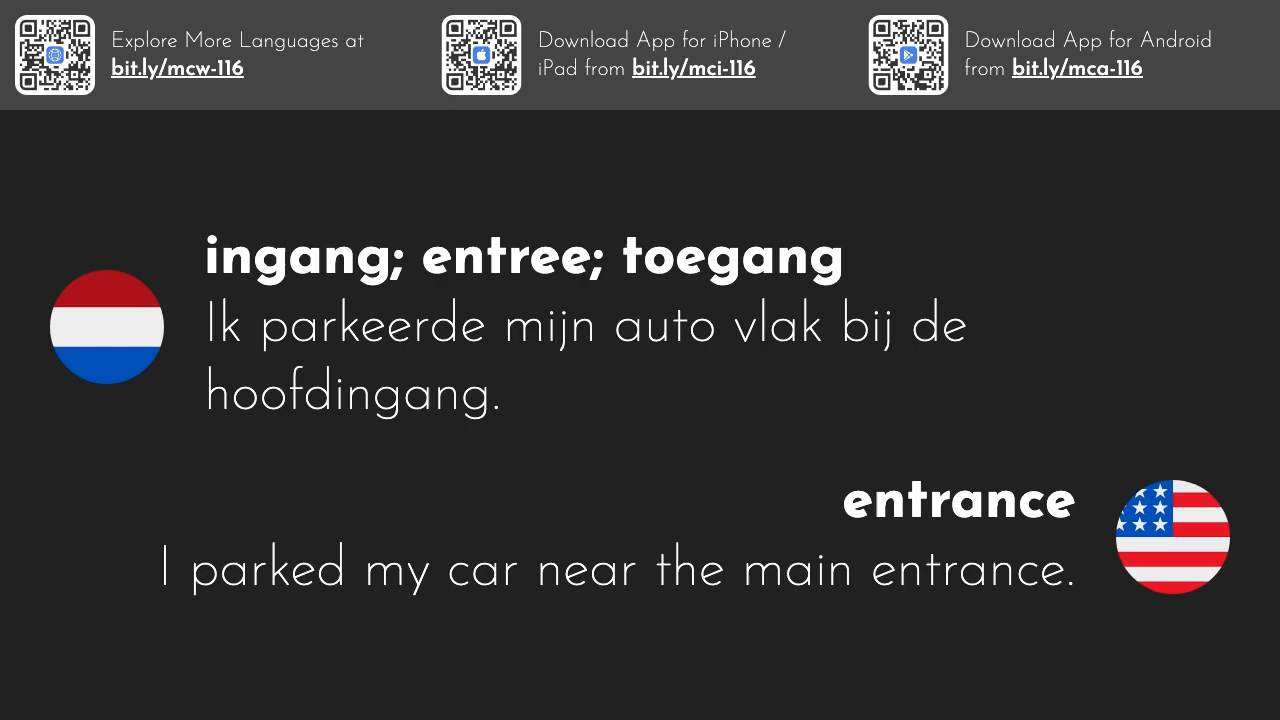 Explore More Languages at
bit.ly/mcw-116
Download App for iPhone /
iPad from bit.ly/mci-116
Download App for Android
from bit.ly/mca-116
ingang; entree; toegang
Ik parkeerde mijn auto vlak bij de
hoofdingang.
entrance
I parked my car near the main entrance.